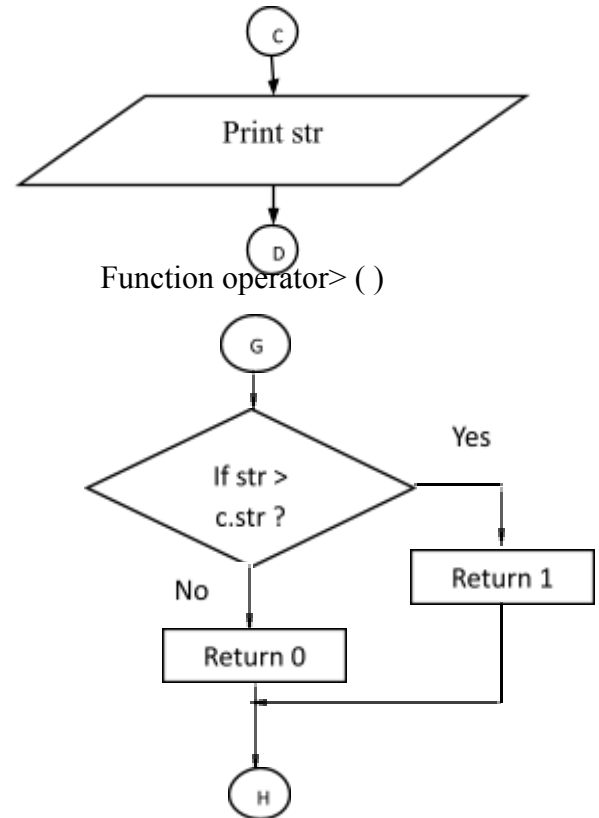 C
Print str
D
Function operator> ( )
G
Yes
If str >
c.str ?
Return 1
No
Return 0
H